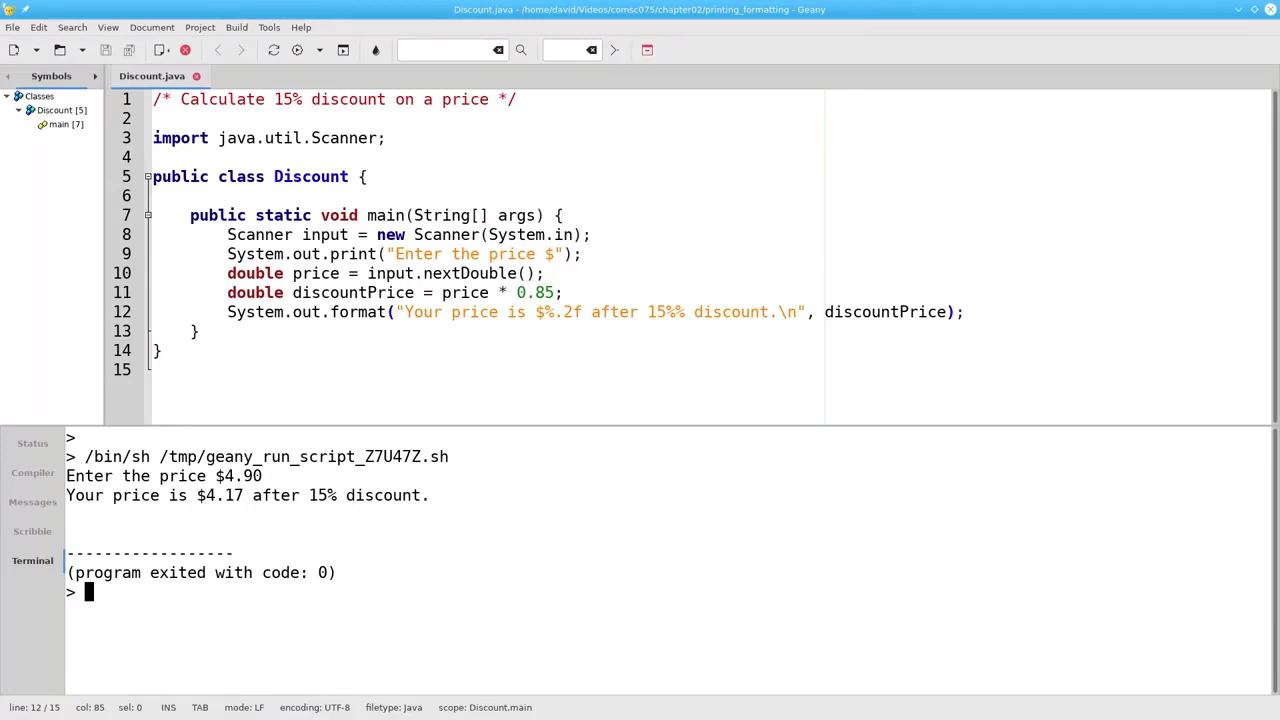 Discount.java - /home/david/Videos/comsc075/chapter02/printing_formatting - Geany
File Edit Search View Document Project Build Tools Help
Symbols
Discount.java
Classes
Discount [5]
main [7]
1 /* Calculate 15% discount on a price */
2
3 import java.util.Scanner;
4
5 public class Discount {
6
7     public static void main(String[] args) {
8         Scanner input = new Scanner(System.in);
9         System.out.print("Enter the price $");
10         double price = input.nextDouble();
11         double discountPrice = price * 0.85;
12         System.out.format("Your price is $%.2f after 15%% discount.\n", discountPrice);
13     }
14 }
15
Status
Compiler
Messages
Scribble
Terminal
>
> /bin/sh /tmp/geany_run_script_Z7U47Z.sh
Enter the price $4.90
Your price is $4.17 after 15% discount.
------------------
(program exited with code: 0)
>
line: 12 / 15 col: 85 sel: 0 INS TAB mode: LF encoding: UTF-8 filetype: Java scope: Discount.main